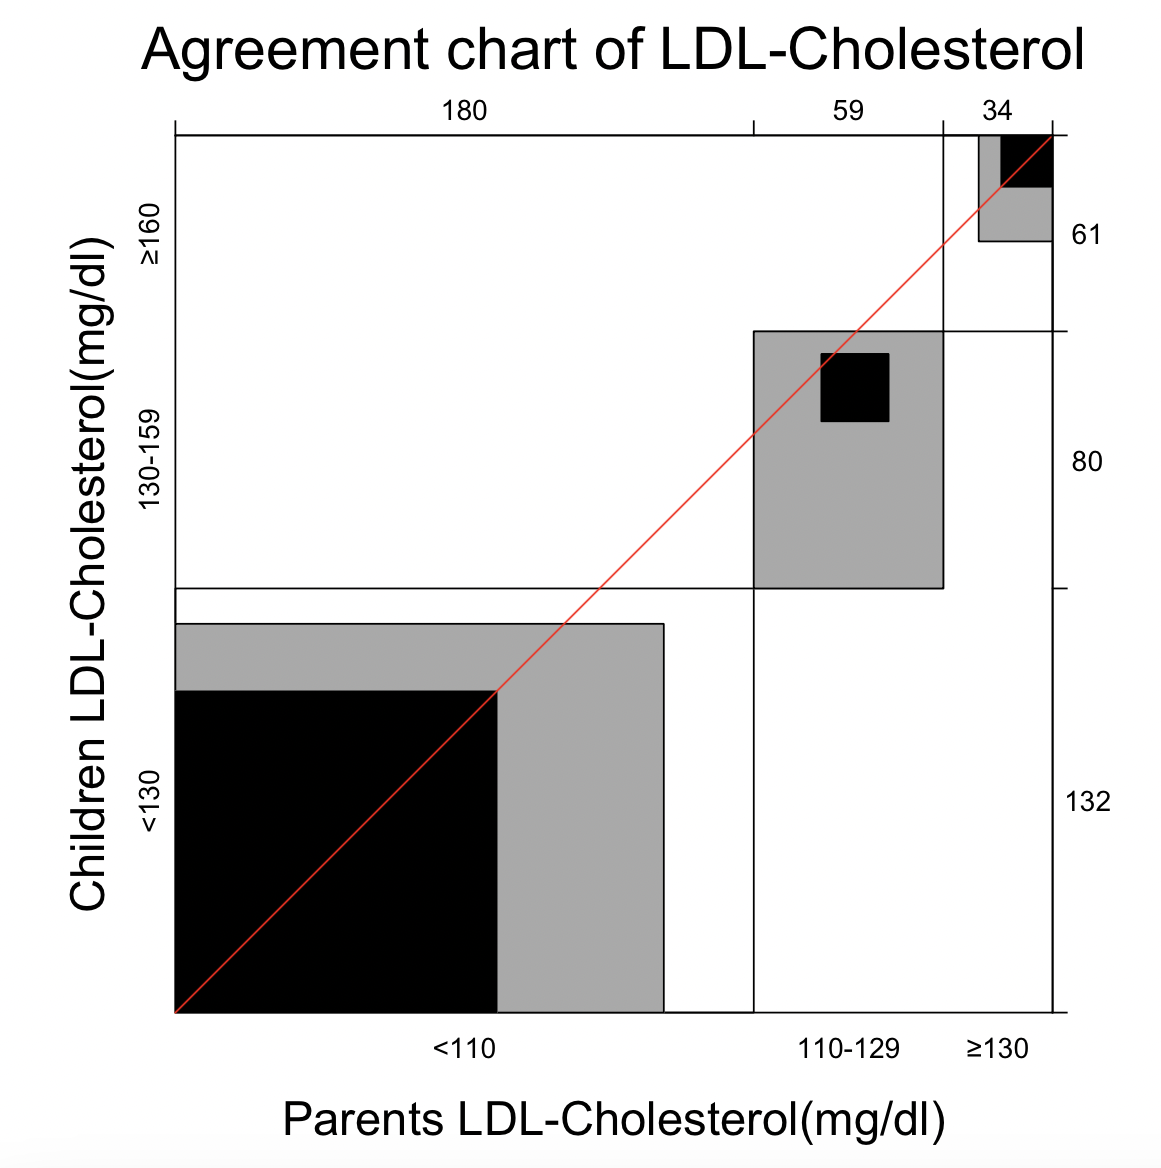 Agreement chart of LDL-Cholesterol
180 59 34
≥160
61
130-159
80
<130
132
Children LDL-Cholesterol(mg/dl)
<110 110-129 ≥130
Parents LDL-Cholesterol(mg/dl)